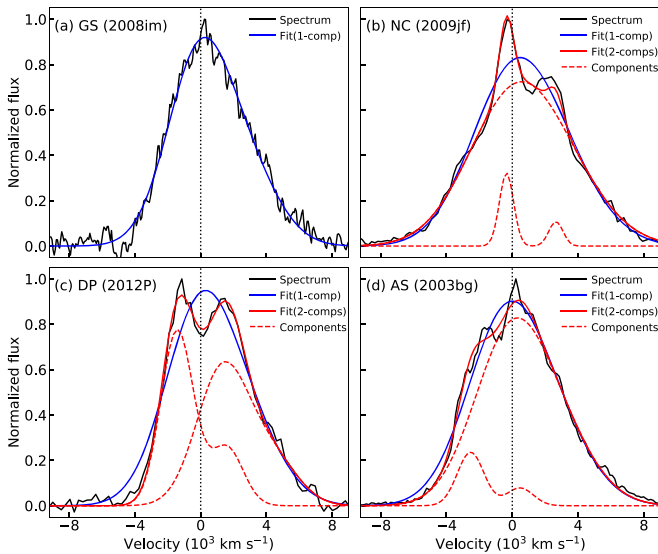 (a) GS (2008im)
Spectrum
Fit(1-comp)
(b) NC (2009jf)
Spectrum
Fit(1-comp)
Fit(2-comps)
Components
Normalized flux
1.0
0.8
0.6
0.4
0.2
0.0
(c) DP (2012P)
Spectrum
Fit(1-comp)
Fit(2-comps)
Components
(d) AS (2003bg)
Spectrum
Fit(1-comp)
Fit(2-comps)
Components
Normalized flux
1.0
0.8
0.6
0.4
0.2
0.0
−8 −4 0 4 8
−8 −4 0 4 8
Velocity (10³ km s⁻¹)
Velocity (10³ km s⁻¹)